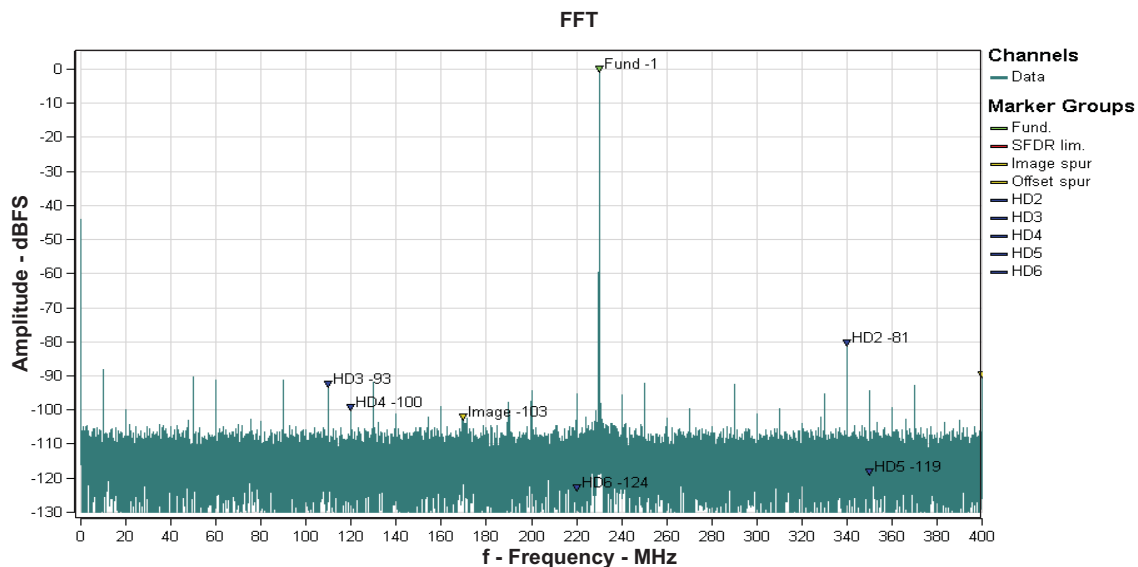 FFT
Amplitude - dBFS
0
-10
-20
-30
-40
-50
-60
-70
-80
-90
-100
-110
-120
-130
Fund -1
HD2 -81
HD3 -93
HD4 -100
Image -103
HD5 -119
HD6 -124
0 20 40 60 80 100 120 140 160 180 200 220 240 260 280 300 320 340 360 380 400
f - Frequency - MHz
Channels
Data
Marker Groups
Fund.
SFDR lim.
Image spur
Offset spur
HD2
HD3
HD4
HD5
HD6